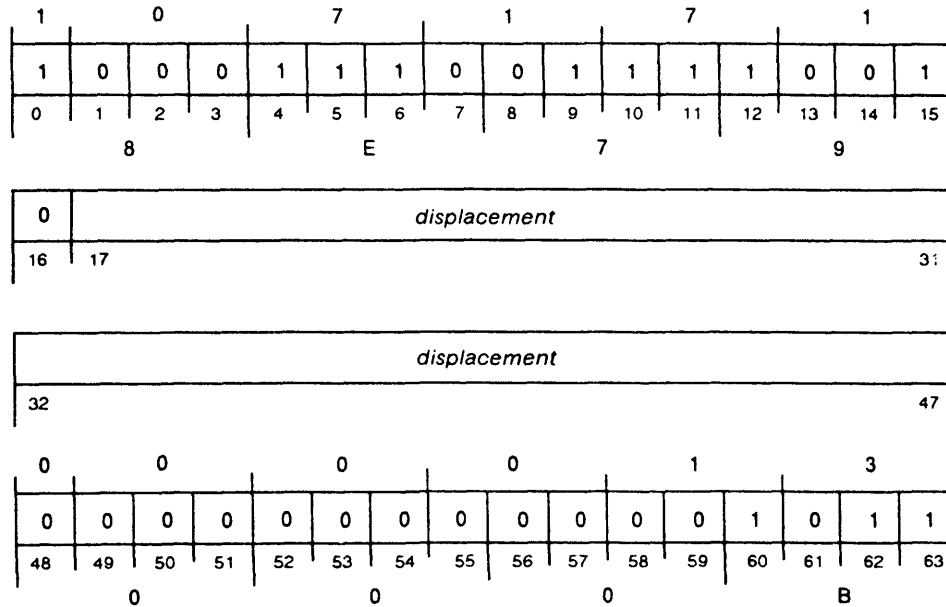 1 0 7 1 7 1
1 0 0 0 1 1 1 0 0 1 1 1 1 0 0 1
0 1 2 3 4 5 6 7 8 9 10 11 12 13 14 15
8 E 7 9
0 displacement
16 17 31
displacement
32 47
0 0 0 0 1 3
0 0 0 0 0 0 0 0 0 0 0 0 1 0 1 1
48 49 50 51 52 53 54 55 56 57 58 59 60 61 62 63
0 0 0 B